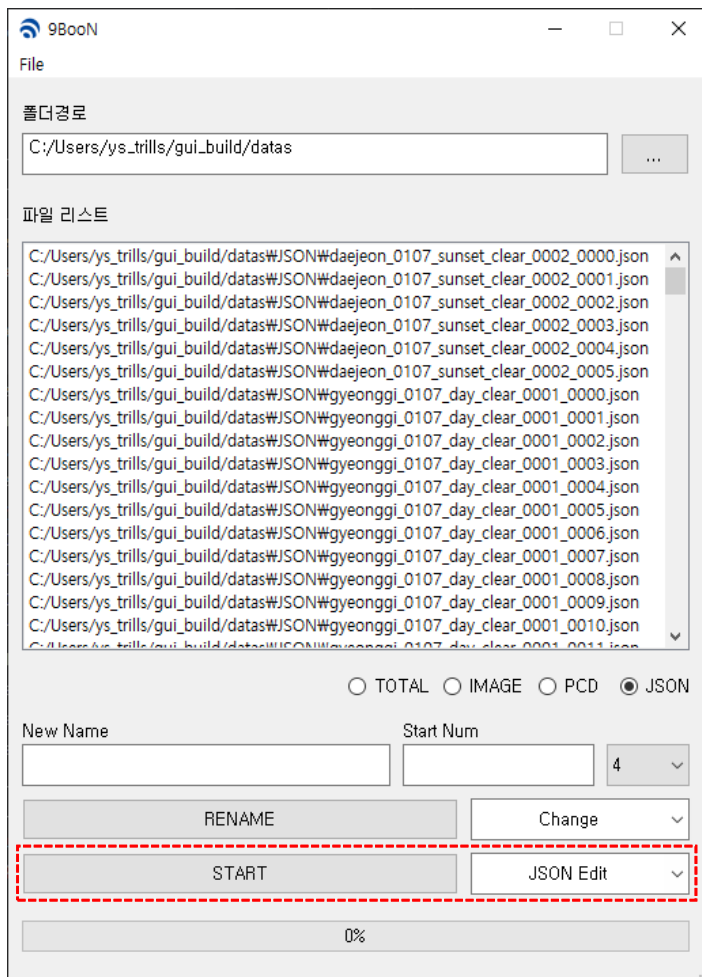 9BooN
File
폴더경로
C:/Users/ys_trills/gui_build/datas
...
파일 리스트
C:/Users/ys_trills/gui_build/datas₩JSON₩daejeon_0107_sunset_clear_0002_0000.json
C:/Users/ys_trills/gui_build/datas₩JSON₩daejeon_0107_sunset_clear_0002_0001.json
C:/Users/ys_trills/gui_build/datas₩JSON₩daejeon_0107_sunset_clear_0002_0002.json
C:/Users/ys_trills/gui_build/datas₩JSON₩daejeon_0107_sunset_clear_0002_0003.json
C:/Users/ys_trills/gui_build/datas₩JSON₩daejeon_0107_sunset_clear_0002_0004.json
C:/Users/ys_trills/gui_build/datas₩JSON₩daejeon_0107_sunset_clear_0002_0005.json
C:/Users/ys_trills/gui_build/datas₩JSON₩gyeonggi_0107_day_clear_0001_0000.json
C:/Users/ys_trills/gui_build/datas₩JSON₩gyeonggi_0107_day_clear_0001_0001.json
C:/Users/ys_trills/gui_build/datas₩JSON₩gyeonggi_0107_day_clear_0001_0002.json
C:/Users/ys_trills/gui_build/datas₩JSON₩gyeonggi_0107_day_clear_0001_0003.json
C:/Users/ys_trills/gui_build/datas₩JSON₩gyeonggi_0107_day_clear_0001_0004.json
C:/Users/ys_trills/gui_build/datas₩JSON₩gyeonggi_0107_day_clear_0001_0005.json
C:/Users/ys_trills/gui_build/datas₩JSON₩gyeonggi_0107_day_clear_0001_0006.json
C:/Users/ys_trills/gui_build/datas₩JSON₩gyeonggi_0107_day_clear_0001_0007.json
C:/Users/ys_trills/gui_build/datas₩JSON₩gyeonggi_0107_day_clear_0001_0008.json
C:/Users/ys_trills/gui_build/datas₩JSON₩gyeonggi_0107_day_clear_0001_0009.json
C:/Users/ys_trills/gui_build/datas₩JSON₩gyeonggi_0107_day_clear_0001_0010.json
C:/Users/ys_trills/gui_build/datas₩JSON₩gyeonggi_0107_day_clear_0001_0011.json
TOTAL IMAGE PCD JSON
New Name Start Num
4
RENAME Change
START JSON Edit
0%